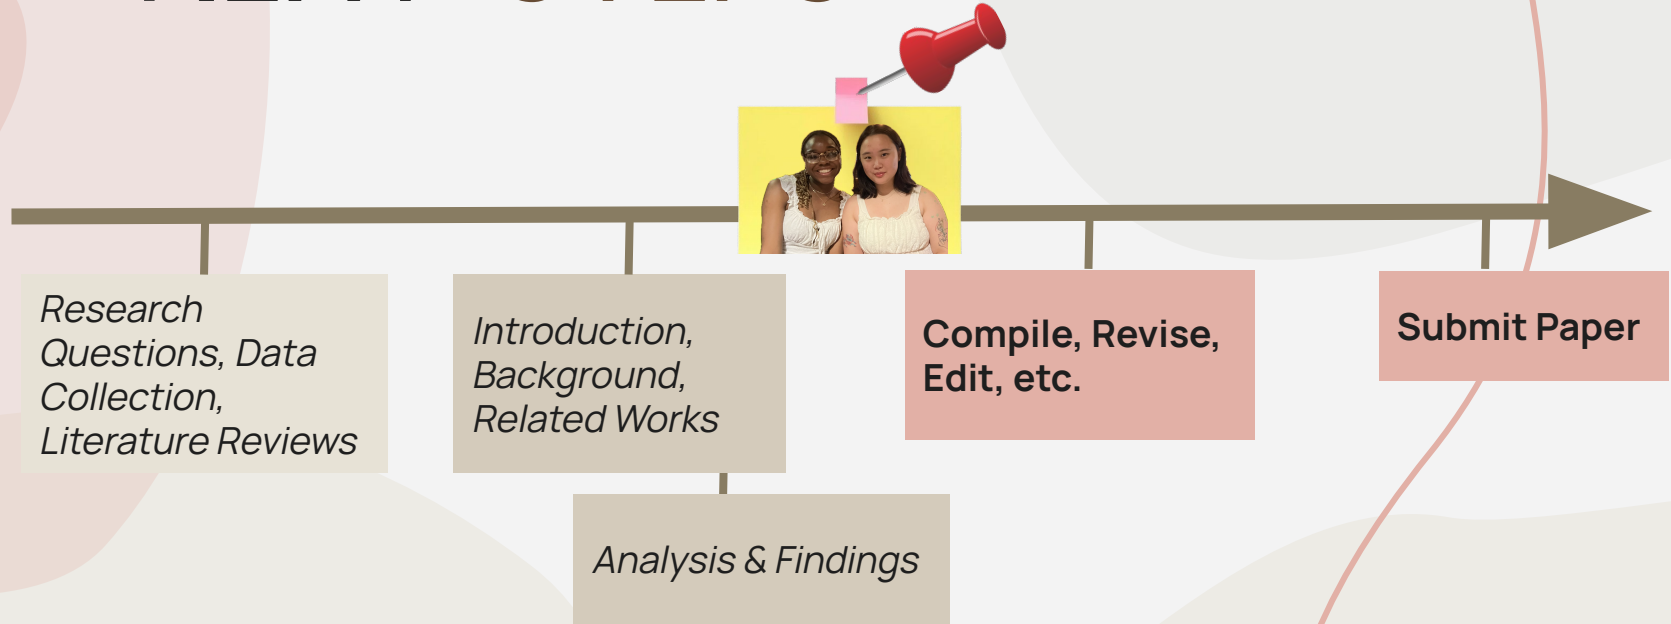 Research
Questions, Data
Collection,
Literature Reviews
Introduction,
Background,
Related Works
Analysis & Findings
Compile, Revise,
Edit, etc.
Submit Paper